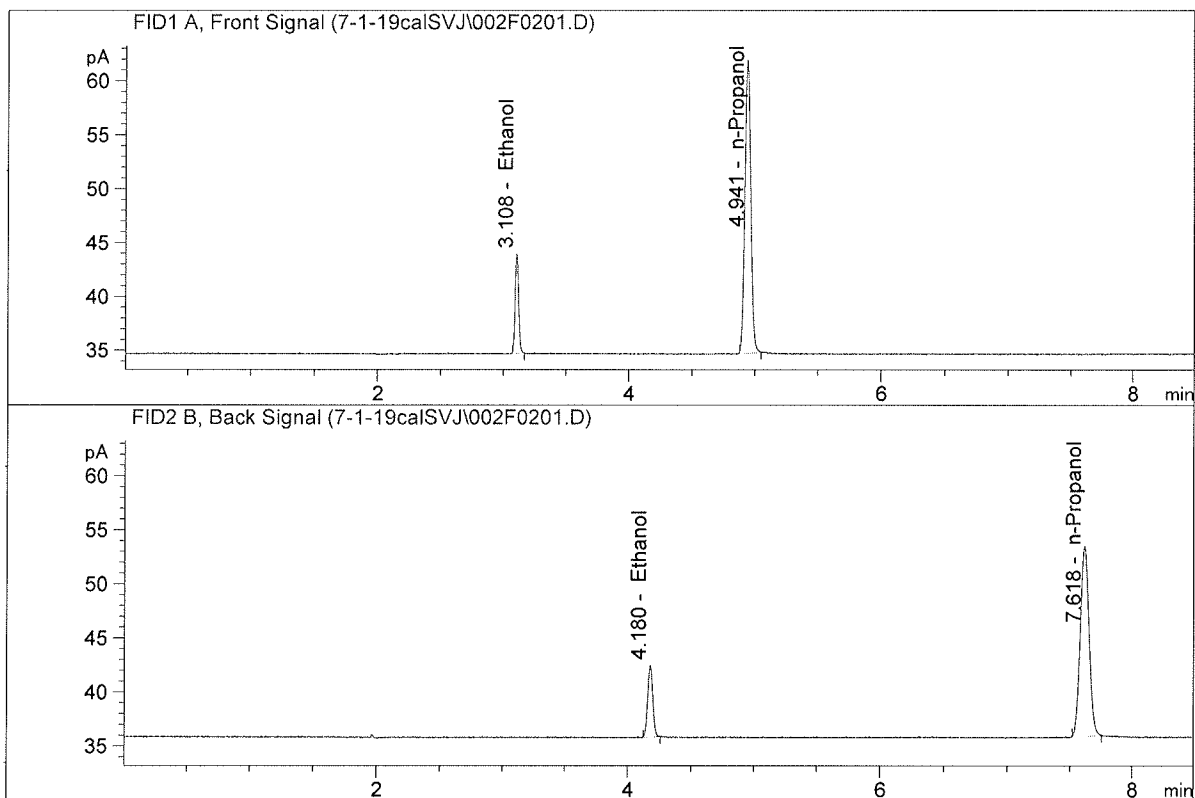 FID1 A, Front Signal (7-1-19calSVJ\002F0201.D)
pA
60
55
50
45
40
35
3.108 - Ethanol
4.941 - n-Propanol
2
4
6
8
min
FID2 B, Back Signal (7-1-19calSVJ\002F0201.D)
pA
60
55
50
45
40
35
4.180 - Ethanol
7.618 - n-Propanol
2
4
6
8
min